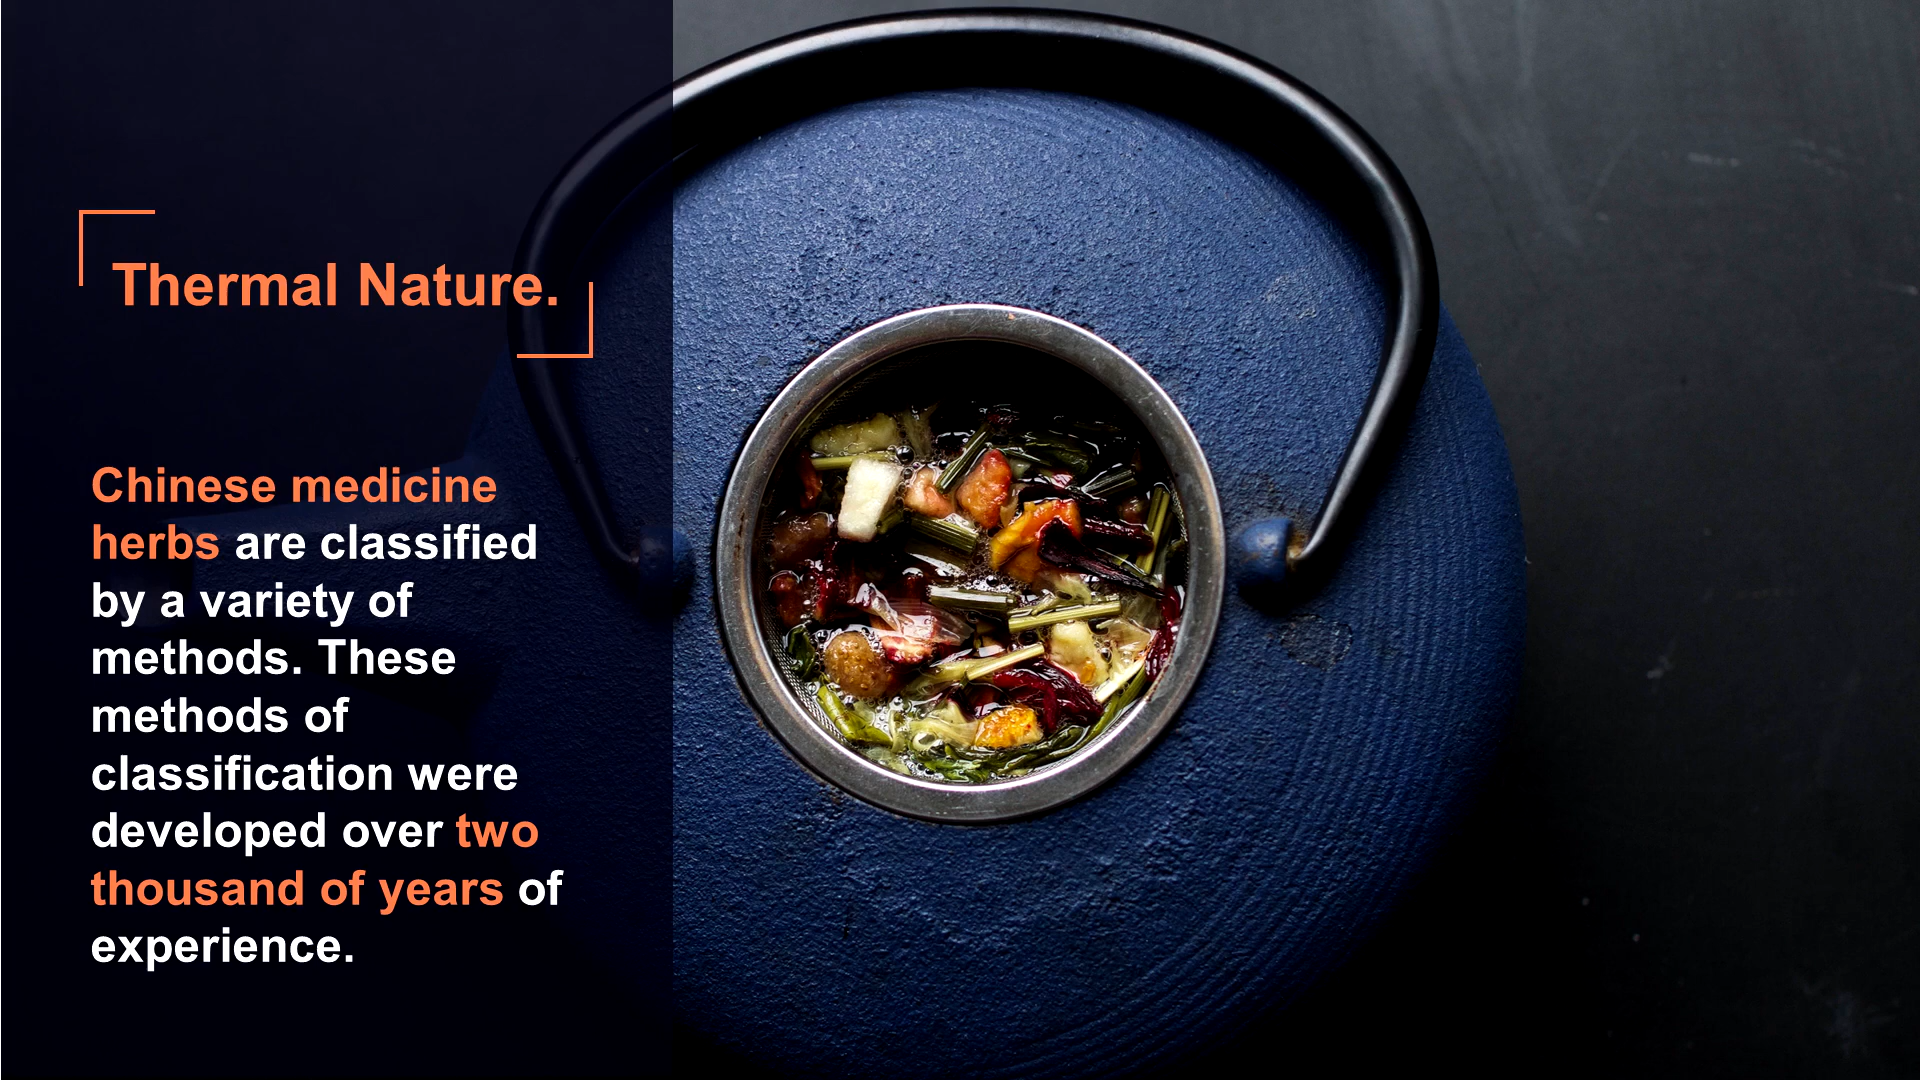 Thermal Nature.
Chinese medicine
herbs are classified
by a variety of
methods. These
methods of
classification were
developed over two
thousand of years of
experience.